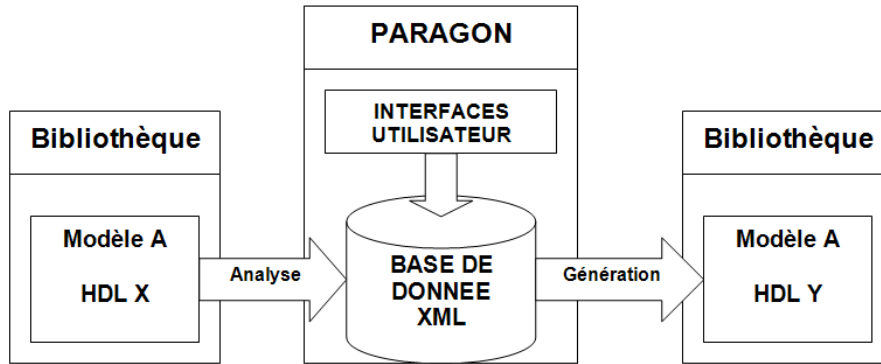 PARAGON
INTERFACES
UTILISATEUR
Bibliothèque
Modèle A
HDL X
Analyse
BASE DE
DONNEE
XML
Génération
Bibliothèque
Modèle A
HDL Y